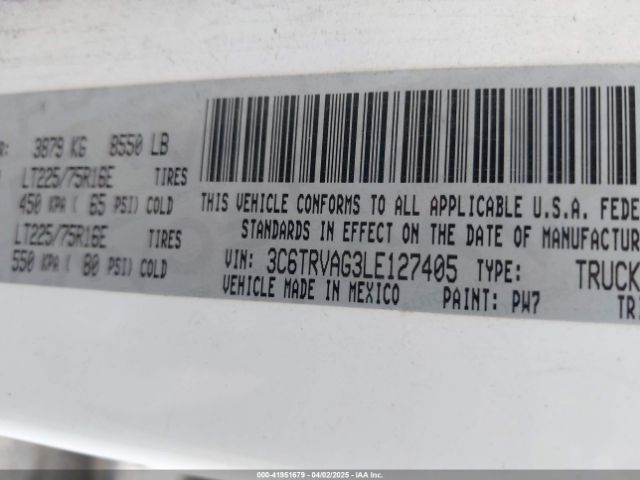 R: 3879 KG 8550 LB
LT225/75R16E TIRES
450 KPA ( 65 PSI) COLD
LT225/75R16E TIRES
550 KPA ( 80 PSI) COLD
THIS VEHICLE CONFORMS TO ALL APPLICABLE U.S.A. FEDE
STANDARDS IN EFFECT ON THE DATE OF MANUFACTUR
VIN: 3C6TRVAG3LE127405 TYPE: TRUCK
VEHICLE MADE IN MEXICO PAINT: PW7 TR
000-41951679 - 04/02/2025 - IAA Inc.